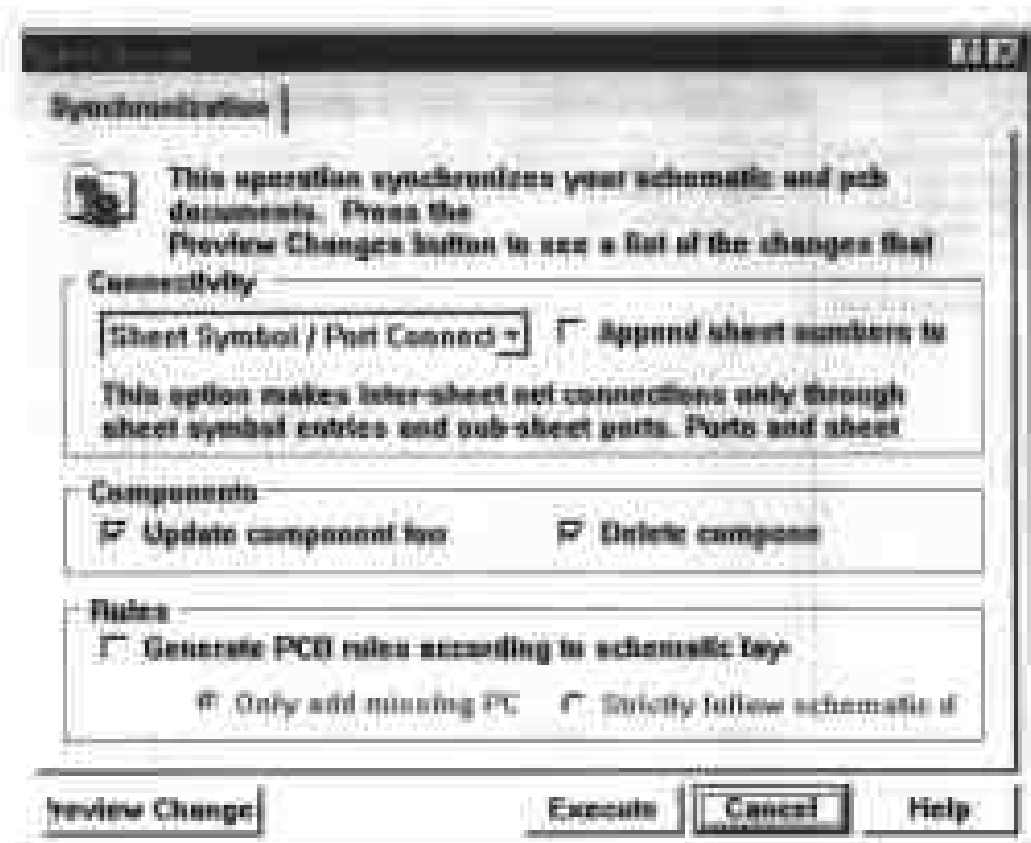 Synchronization
This operation synchronizes your schematic and pcb
documents. Press the
Preview Changes button to see a list of the changes that
Connectivity
Sheet Symbol / Port Connect
Append sheet numbers to
This option makes inter-sheet net connections only through
sheet symbol entries and sub-sheet ports. Ports and sheet
Components
Update component foo
Delete compone
Rules
Generate PCB rules according to schematic lay-
Only add missing PC
Strictly follow schematic d
review Change
Execute
Cancel
Help